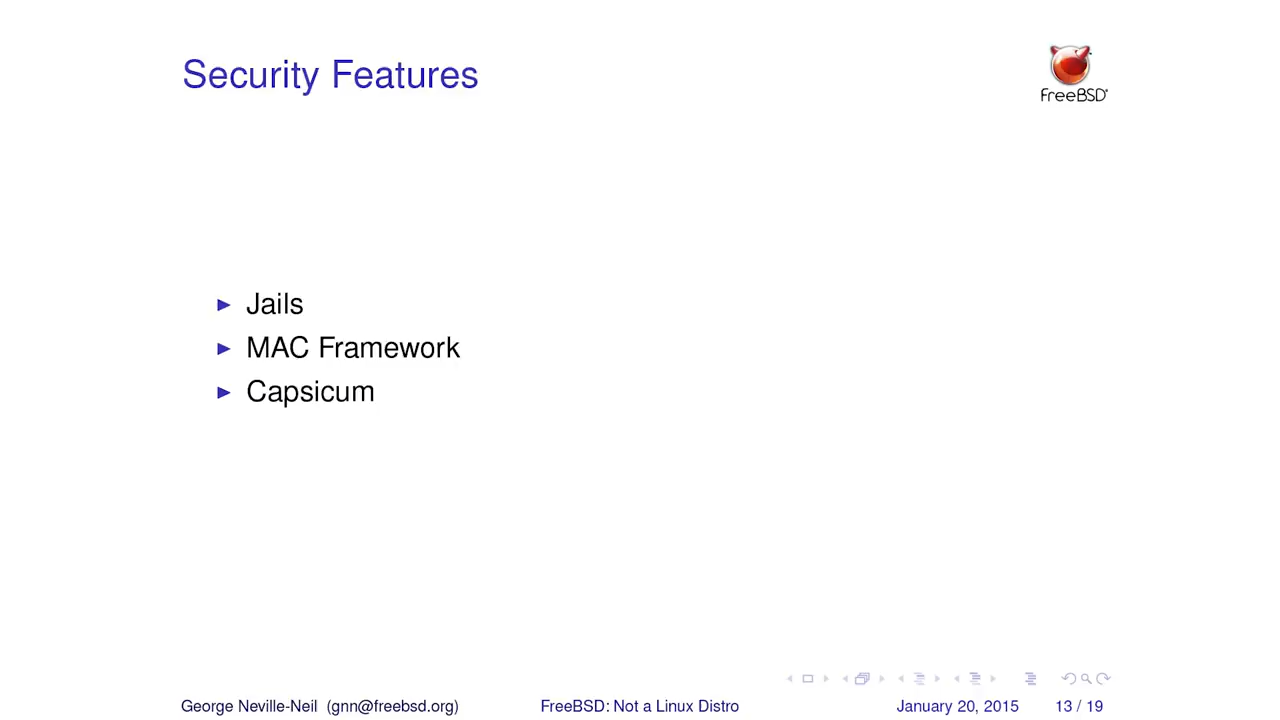 Security Features
FreeBSD
Jails
MAC Framework
Capsicum
George Neville-Neil (gnn@freebsd.org)
FreeBSD: Not a Linux Distro
January 20, 2015
13 / 19